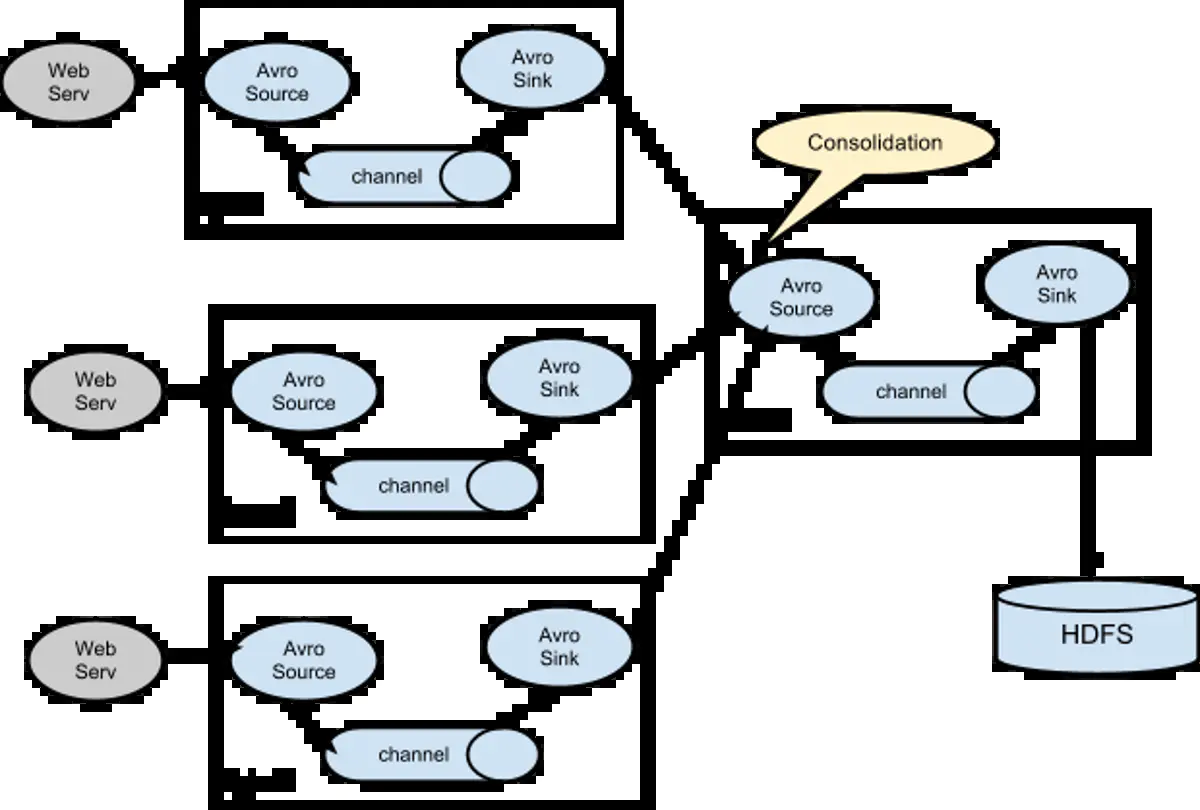 Web
Serv
Avro
Source
Avro
Sink
channel
Consolidation
Web
Serv
Avro
Source
Avro
Sink
channel
Avro
Source
Avro
Sink
channel
Web
Serv
Avro
Source
Avro
Sink
channel
HDFS